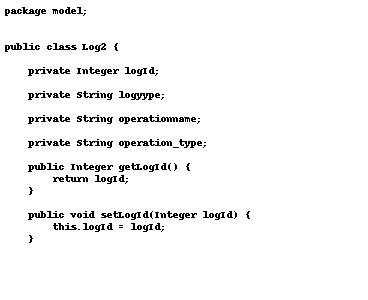 package model;
public class Log2 {
private Integer logId;
private String logyype;
private String operationname;
private String operation_type;
public Integer getLogId() {
return logId;
}
public void setLogId(Integer logId) {
this.logId = logId;
}